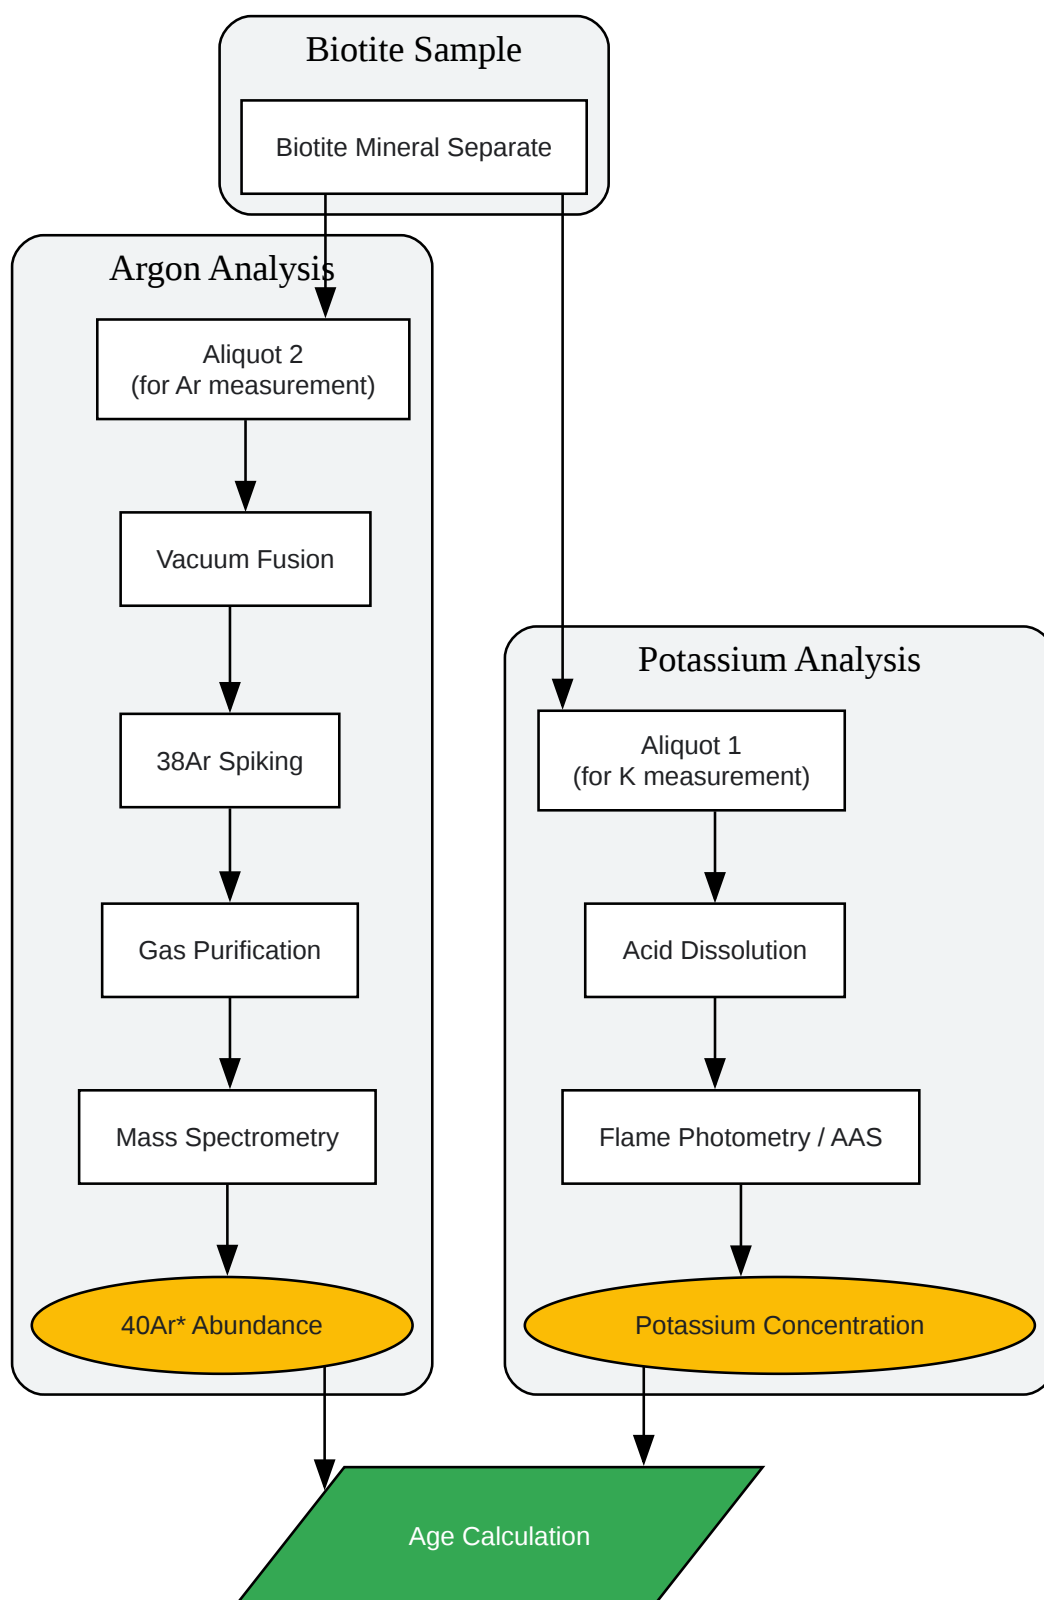 Biotite Sample
Biotite Mineral Separate
Argon Analysis
Aliquot 2
(for Ar measurement)
Vacuum Fusion
38Ar Spiking
Gas Purification
Mass Spectrometry
40Ar* Abundance
Potassium Analysis
Aliquot 1
(for K measurement)
Acid Dissolution
Flame Photometry / AAS
Potassium Concentration
Age Calculation